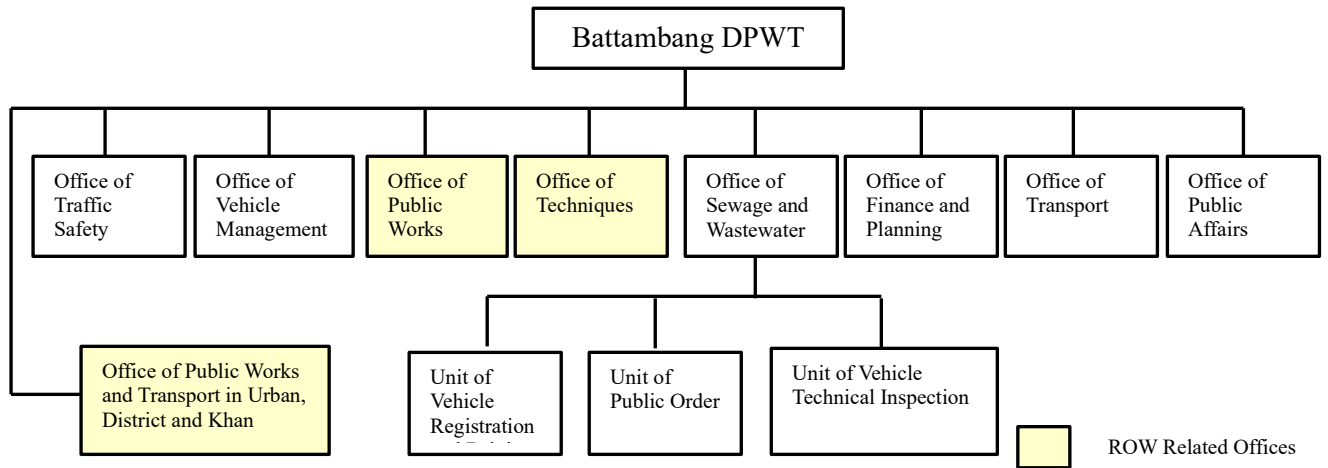 Battambang DPWT
Office of
Traffic
Safety
Office of
Vehicle
Management
Office of
Public
Works
Office of
Techniques
Office of
Sewage and
Wastewater
Office of
Finance and
Planning
Office of
Transport
Office of
Public
Affairs
Office of Public Works
and Transport in Urban,
District and Khan
Unit of
Vehicle
Registration
Unit of
Public Order
Unit of Vehicle
Technical Inspection
ROW Related Offices